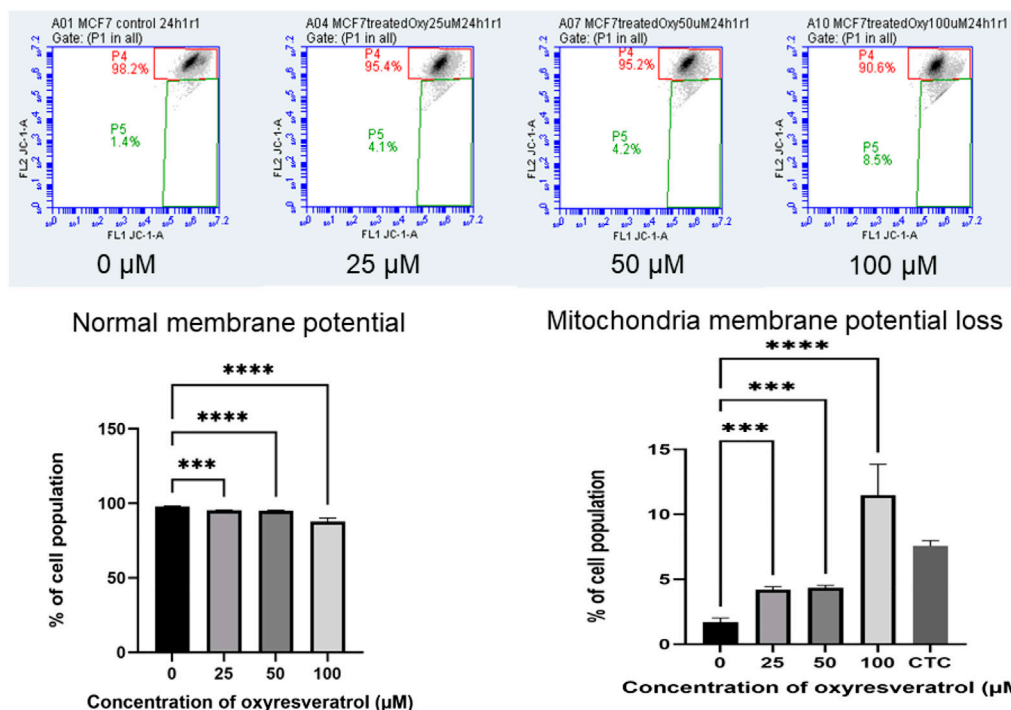 A01 MCF7 control 24h1r1
Gate: (P1 in all)
P4
98.2%
P5
1.4%
FL2 JC-1-A
FL1 JC-1-A
0 µM
A04 MCF7treatedOxy25uM24h1r1
Gate: (P1 in all)
P4
95.4%
P5
4.1%
FL2 JC-1-A
FL1 JC-1-A
25 µM
A07 MCF7treatedOxy50uM24h1r1
Gate: (P1 in all)
P4
95.2%
P5
4.2%
FL2 JC-1-A
FL1 JC-1-A
50 µM
A10 MCF7treatedOxy100uM24h1r1
Gate: (P1 in all)
P4
90.6%
P5
8.5%
FL2 JC-1-A
FL1 JC-1-A
100 µM
Normal membrane potential
****
****
***
150
100
50
0
% of cell population
0 25 50 100
Concentration of oxyresveratrol (µM)
Mitochondria membrane potential loss
****
***
***
15
10
5
0
% of cell population
0 25 50 100 CTC
Concentration of oxyresveratrol (µM